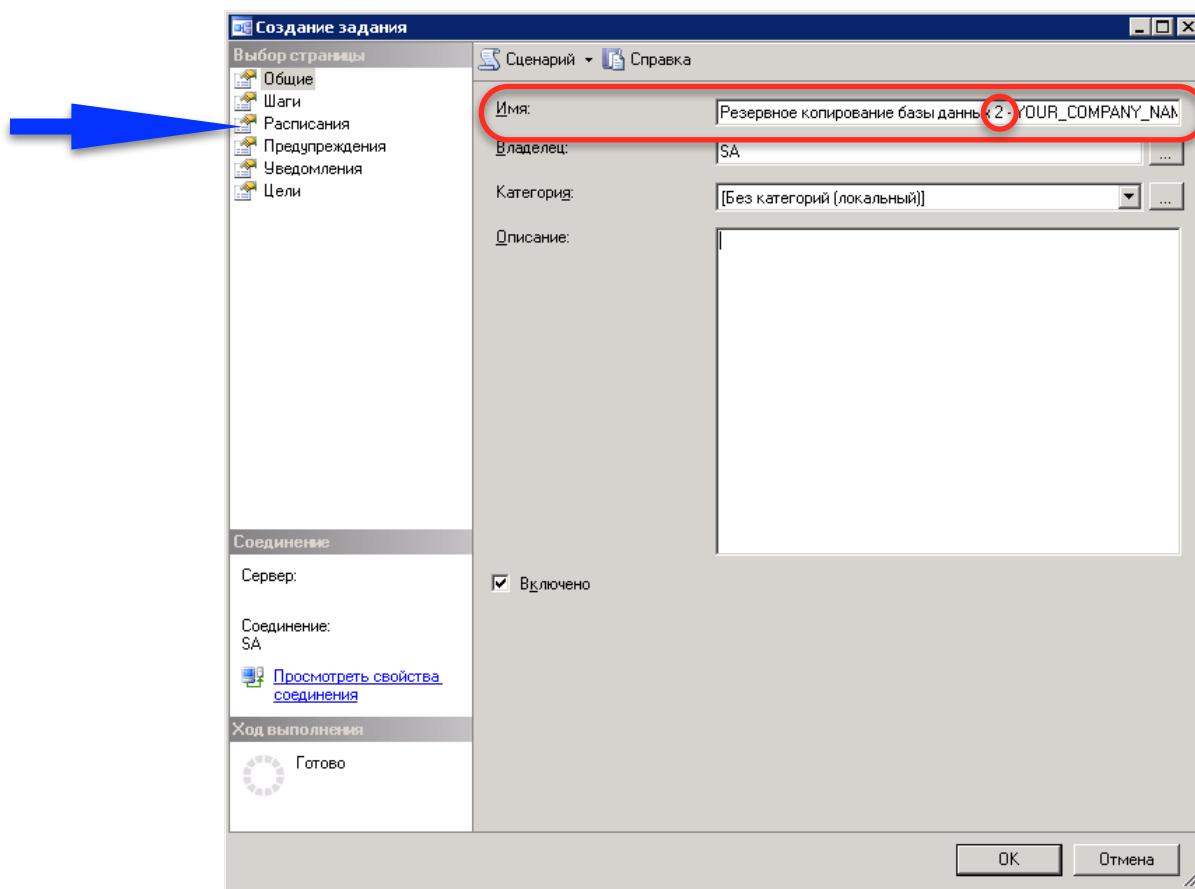 Создание задания
Выбор страницы
Общие
Шаги
Расписания
Предупреждения
Уведомления
Цели
Сценарий Справка
Имя: Резервное копирование базы данных 2 - YOUR_COMPANY_NAM
Владелец: SA ...
Категория: [Без категорий (локальный)] ...
Описание:
Включено
Соединение
Сервер:
Соединение:
SA
Просмотреть свойства
соединения
Ход выполнения
Готово
OK Отмена